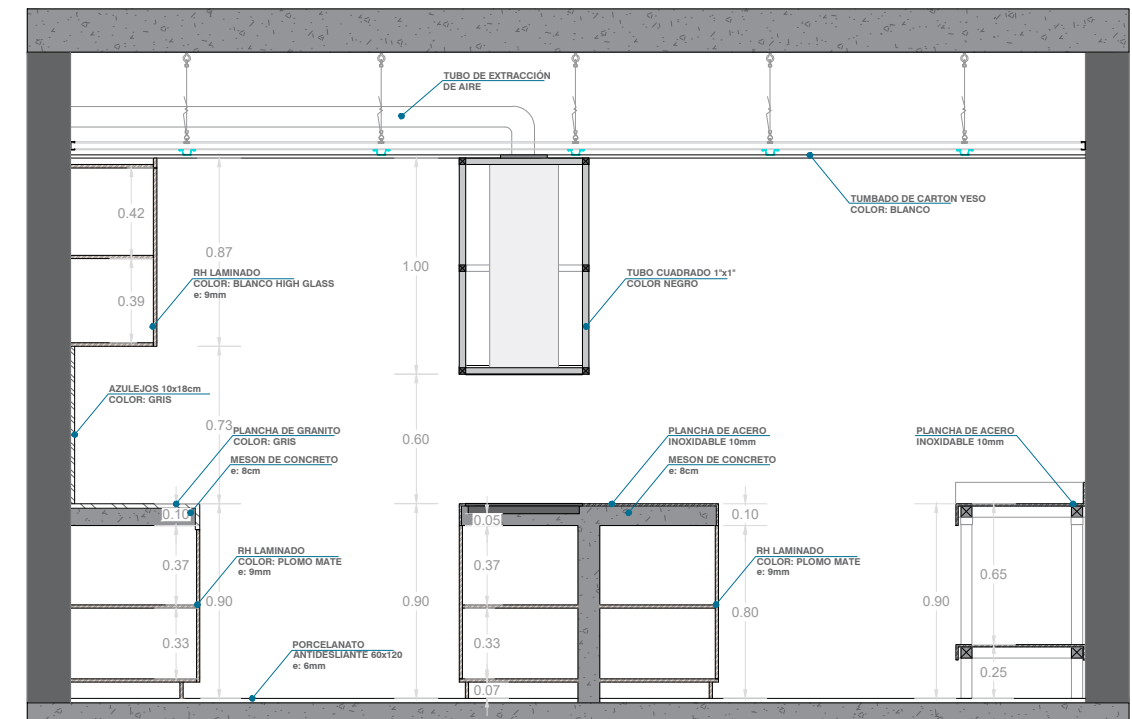 TUBO DE EXTRACCIÓN
DE AIRE
TUMBADO DE CARTON YESO
COLOR: BLANCO
0.42
0.87
1.00
RH LAMINADO
COLOR: BLANCO HIGH GLASS
e: 9mm
TUBO CUADRADO 1"x1"
COLOR NEGRO
0.39
AZULEJOS 10x18cm
COLOR: GRIS
0.73
PLANCHA DE GRANITO
COLOR: GRIS
0.60
PLANCHA DE ACERO
INOXIDABLE 10mm
PLANCHA DE ACERO
INOXIDABLE 10mm
MESON DE CONCRETO
e: 8cm
MESON DE CONCRETO
e: 8cm
0.10
0.05
0.10
RH LAMINADO
COLOR: PLOMO MATE
e: 9mm
RH LAMINADO
COLOR: PLOMO MATE
e: 9mm
0.37
0.37
0.65
0.90
0.90
0.80
0.90
0.33
0.33
PORCELANATO
ANTIDESLIANTE 60x120
e: 6mm
0.25
0.07